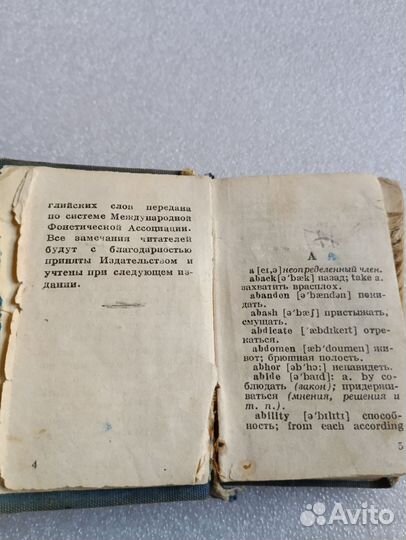 глийских слов передана
по системе Международной
Фонетической Ассоциации.
Все замечания читателей
будут с благодарностью
приняты Издательством и
учтены при следующем из-
дании.
4
A
a [eɪ, ə] неопределенный член.
aback [ə'bæk] назад; take a.
захватить врасплох.
abandon [ə'bændən] поки-
дать.
abash [ə'bæʃ] пристыжать,
смущать.
abdicate ['æbdɪkeɪt] отре-
каться.
abdomen [æb'doumen] жи-
вот; брюшная полость.
abhor [əb'hɔ:] ненавидеть.
abide [ə'baɪd]: a. by со-
блюдать (закон); придержи-
ваться (мнения, решения и
т. п.).
ability [ə'bɪlɪtɪ] способ-
ность; from each according
5
Avito